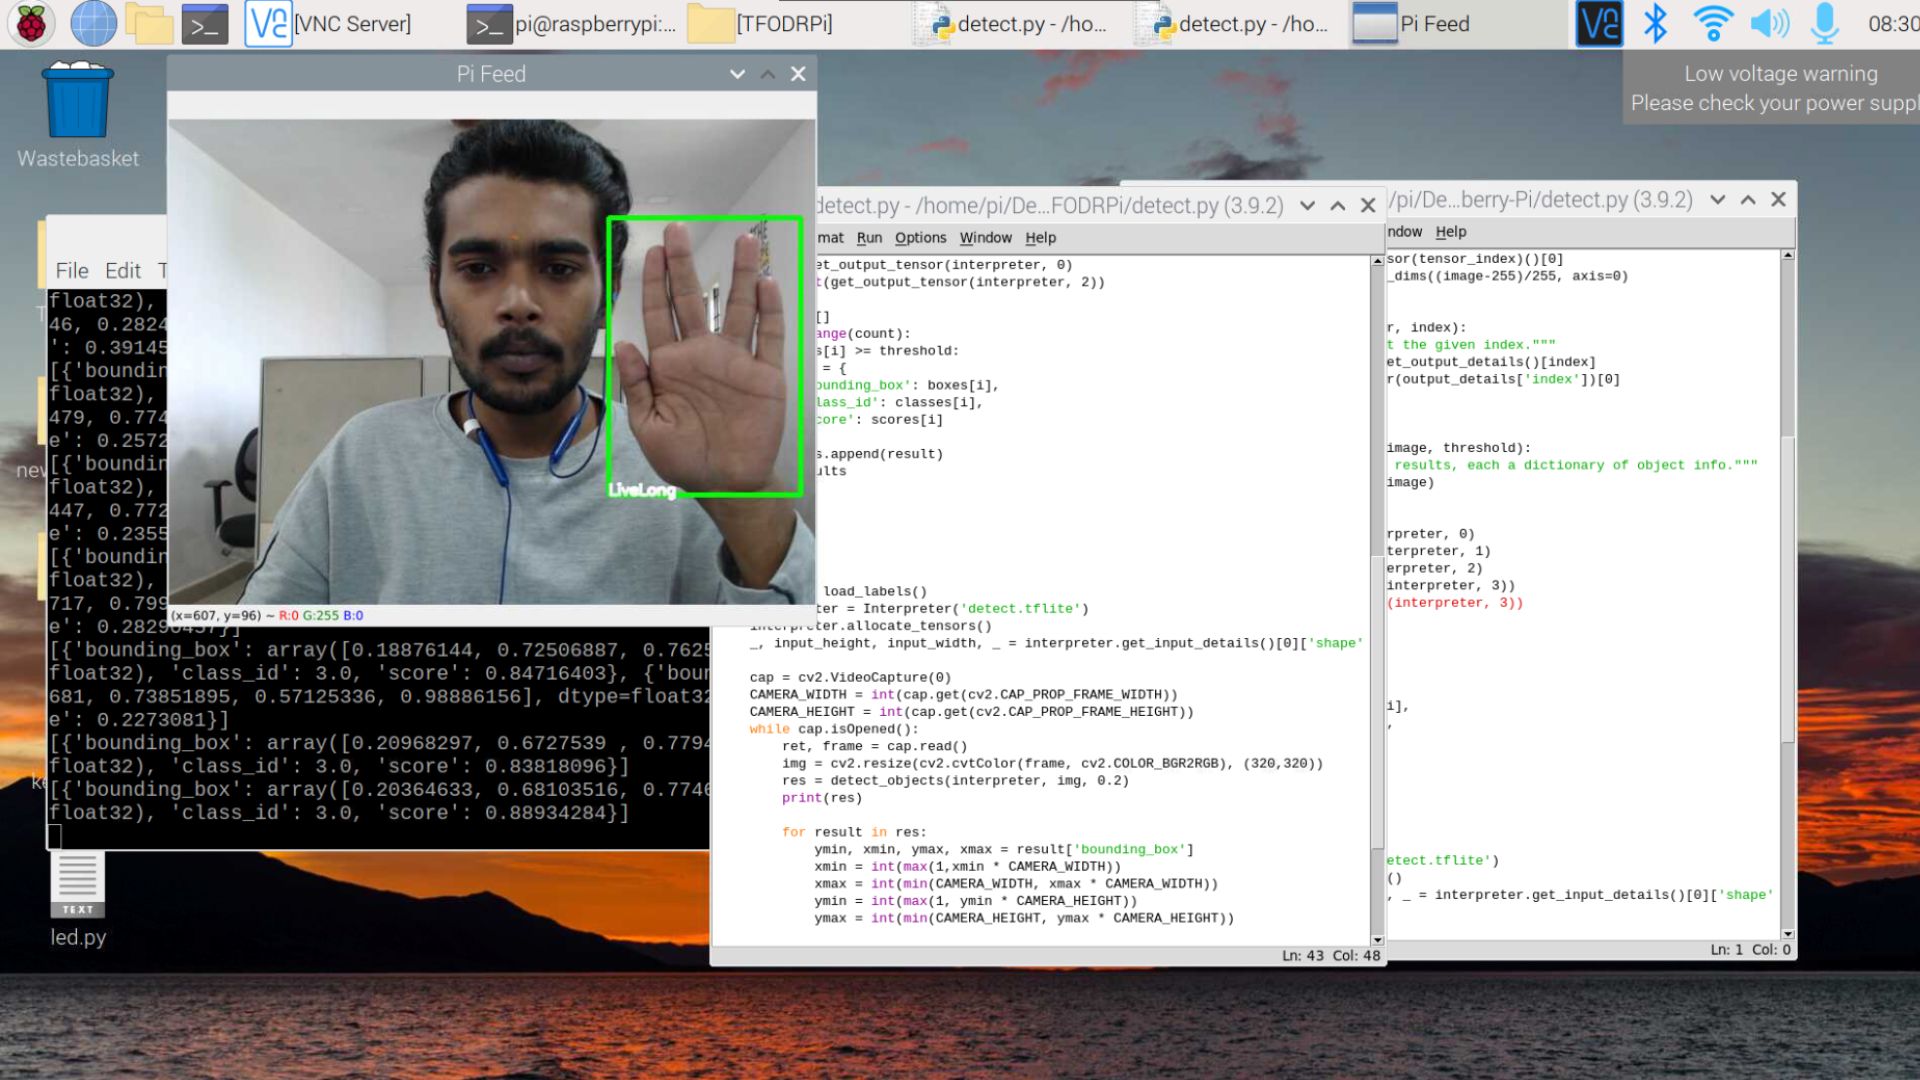 [VNC Server]
pi@raspberrypi:...
[TFODRPi]
detect.py - /ho...
detect.py - /ho...
Pi Feed
08:30
Low voltage warning
Please check your power suppl
Wastebasket
Pi Feed
LiveLong
(x=607, y=96) ~ R:0 G:255 B:0
File Edit T
float32),
46, 0.2824
': 0.39145
[{'boundin
float32),
479, 0.774
e': 0.2572
[{'boundin
float32),
447, 0.772
e': 0.2355
[{'boundin
float32),
717, 0.799
e': 0.28290457}]
[{'bounding_box': array([0.18876144, 0.72506887, 0.7625
float32), 'class_id': 3.0, 'score': 0.84716403}, {'bou
681, 0.73851895, 0.57125336, 0.98886156], dtype=float32
e': 0.2273081}]
[{'bounding_box': array([0.20968297, 0.6727539 , 0.7794
float32), 'class_id': 3.0, 'score': 0.83818096}]
[{'bounding_box': array([0.20364633, 0.68103516, 0.7746
float32), 'class_id': 3.0, 'score': 0.88934284}]
TEXT
led.py
detect.py - /home/pi/De...FODRPi/detect.py (3.9.2)
mat Run Options Window Help
et_output_tensor(interpreter, 0)
t(get_output_tensor(interpreter, 2))
[]
ange(count):
s[i] >= threshold:
= {
ounding_box': boxes[i],
lass_id': classes[i],
core': scores[i]
s.append(result)
ults
load_labels()
ter = Interpreter('detect.tflite')
interpreter.allocate_tensors()
_, input_height, input_width, _ = interpreter.get_input_details()[0]['shape'
cap = cv2.VideoCapture(0)
CAMERA_WIDTH = int(cap.get(cv2.CAP_PROP_FRAME_WIDTH))
CAMERA_HEIGHT = int(cap.get(cv2.CAP_PROP_FRAME_HEIGHT))
while cap.isOpened():
ret, frame = cap.read()
img = cv2.resize(cv2.cvtColor(frame, cv2.COLOR_BGR2RGB), (320,320))
res = detect_objects(interpreter, img, 0.2)
print(res)
for result in res:
ymin, xmin, ymax, xmax = result['bounding_box']
xmin = int(max(1,xmin * CAMERA_WIDTH))
xmax = int(min(CAMERA_WIDTH, xmax * CAMERA_WIDTH))
ymin = int(max(1, ymin * CAMERA_HEIGHT))
ymax = int(min(CAMERA_HEIGHT, ymax * CAMERA_HEIGHT))
Ln: 43 Col: 48
/pi/De...berry-Pi/detect.py (3.9.2)
ndow Help
sor(tensor_index)()[0]
_dims((image-255)/255, axis=0)
r, index):
t the given index."""
et_output_details()[index]
r(output_details['index'])[0]
image, threshold):
results, each a dictionary of object info."""
image)
rpreter, 0)
terpreter, 1)
erpreter, 2)
interpreter, 3))
(interpreter, 3))
i],
,
etect.tflite')
()
, _ = interpreter.get_input_details()[0]['shape'
Ln: 1 Col: 0